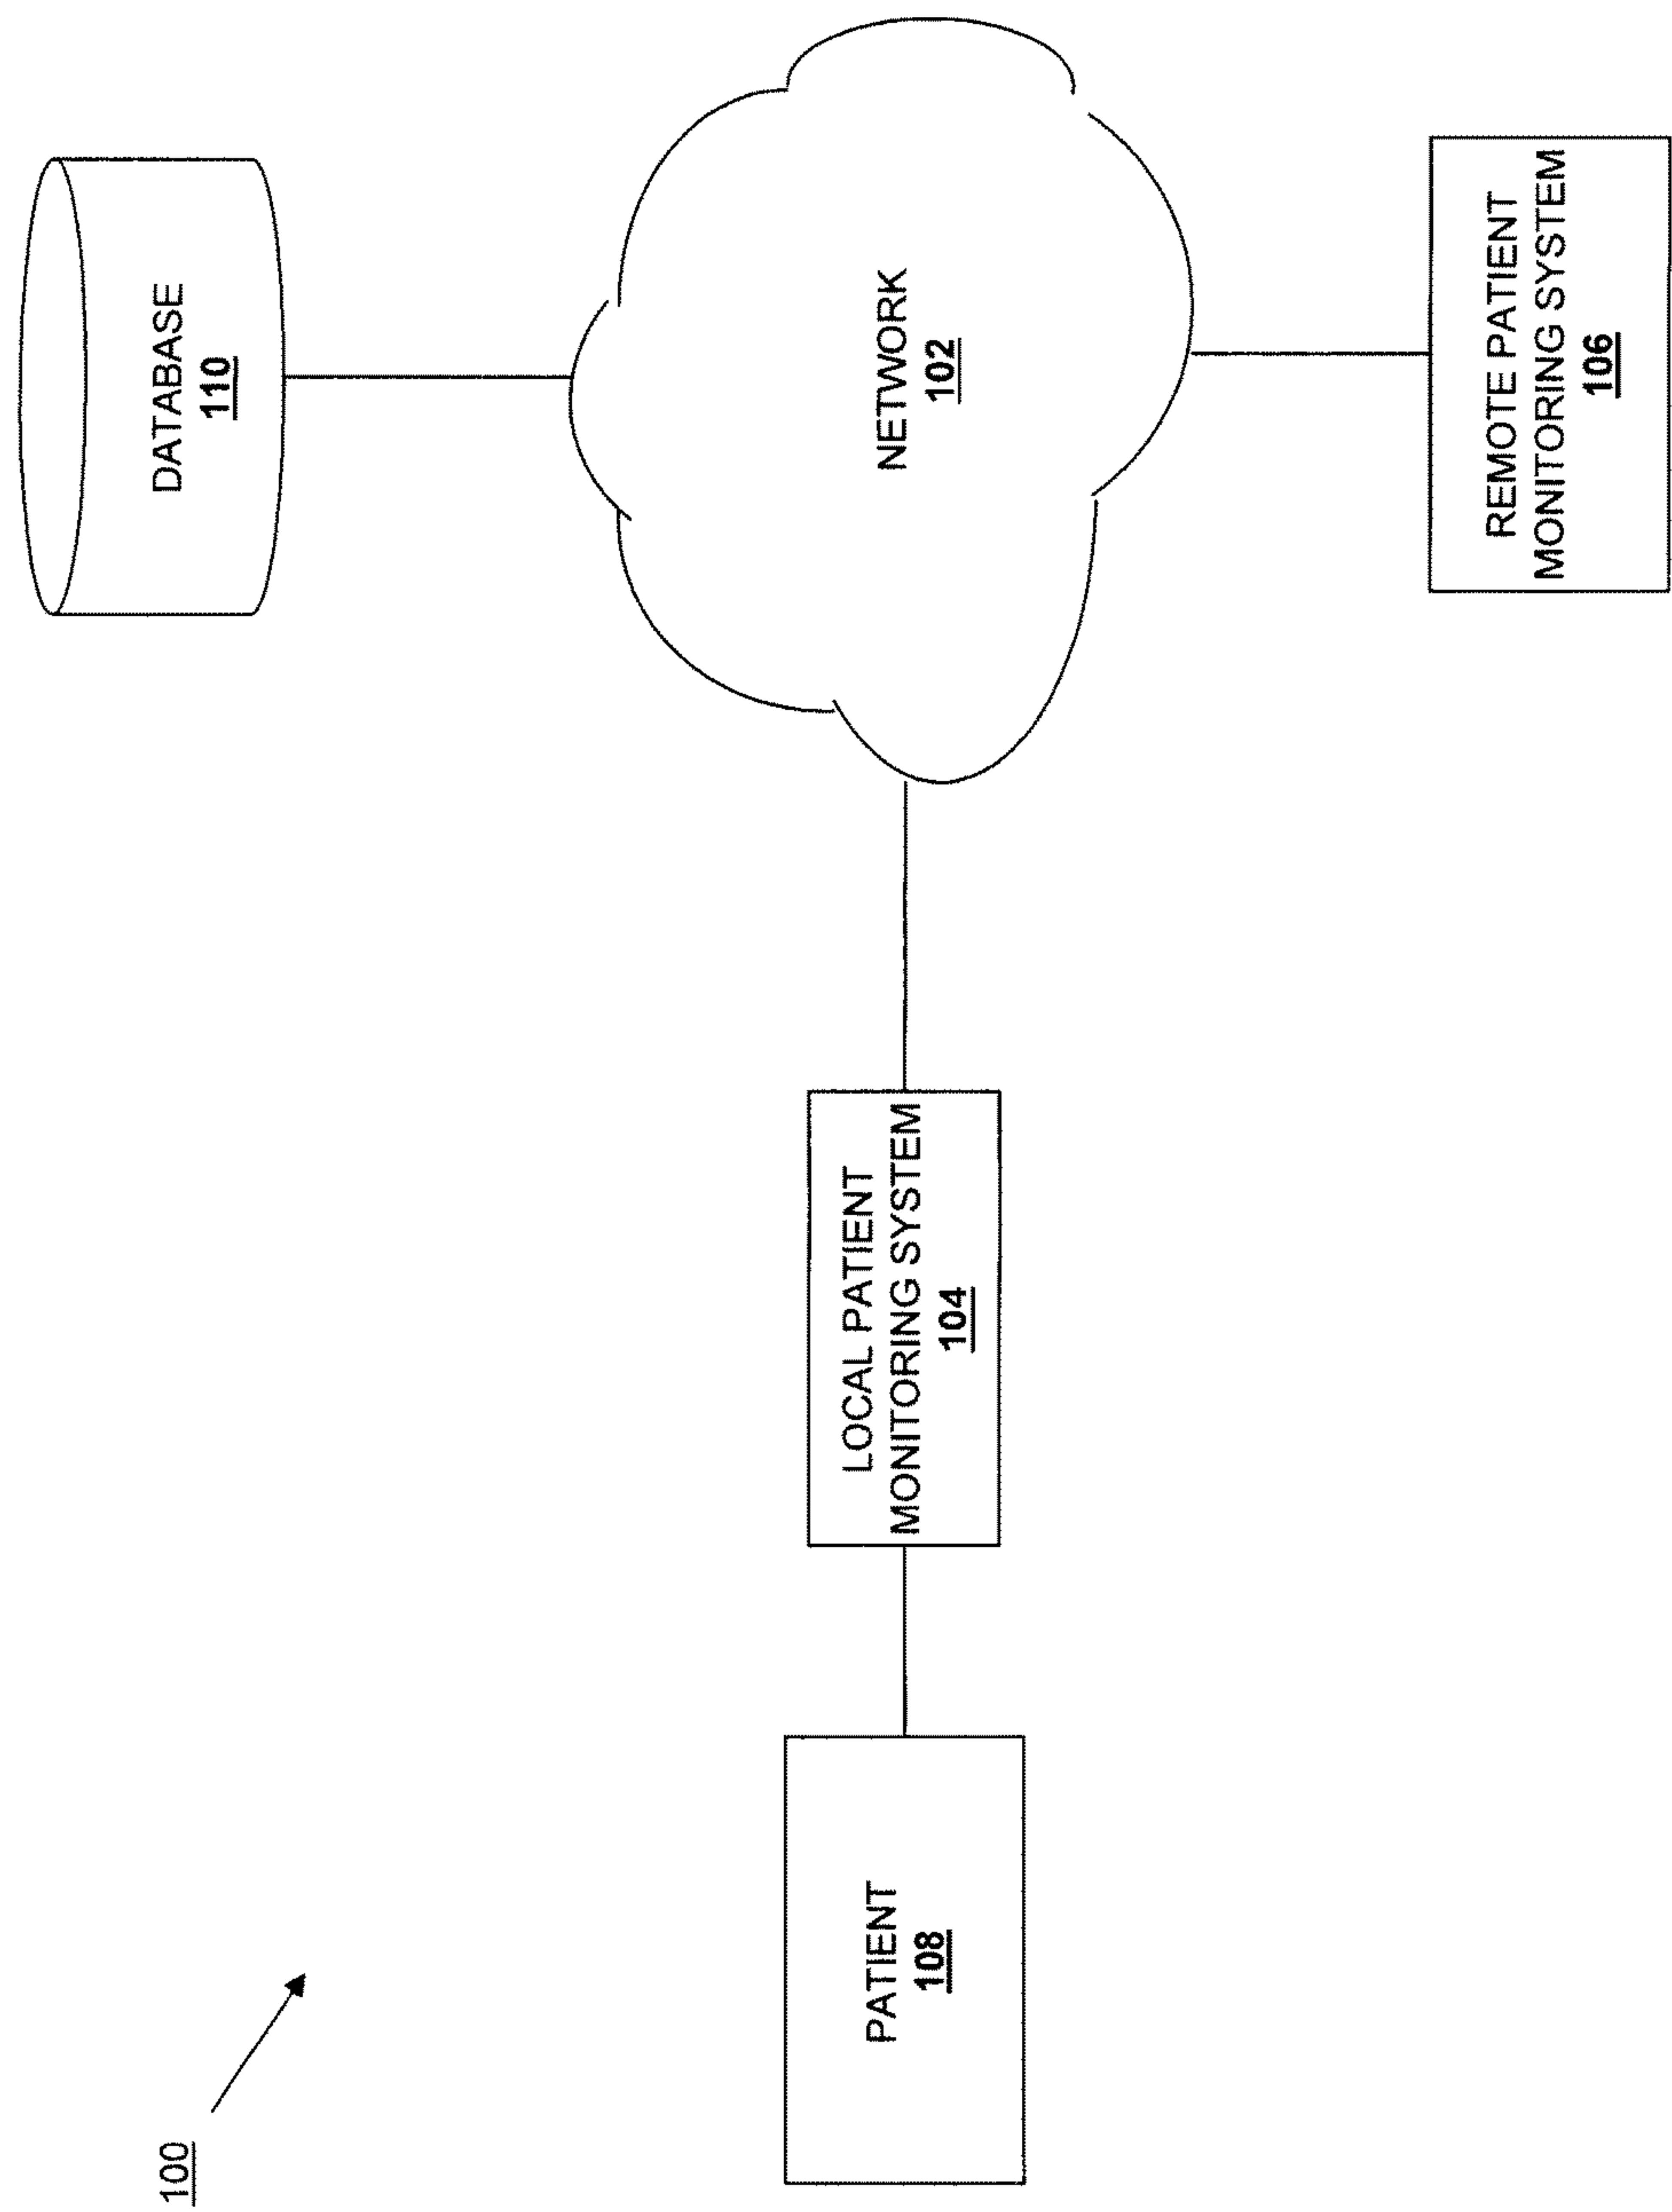 100
PATIENT
108
LOCAL PATIENT
MONITORING SYSTEM
104
NETWORK
102
DATABASE
110
REMOTE PATIENT
MONITORING SYSTEM
106